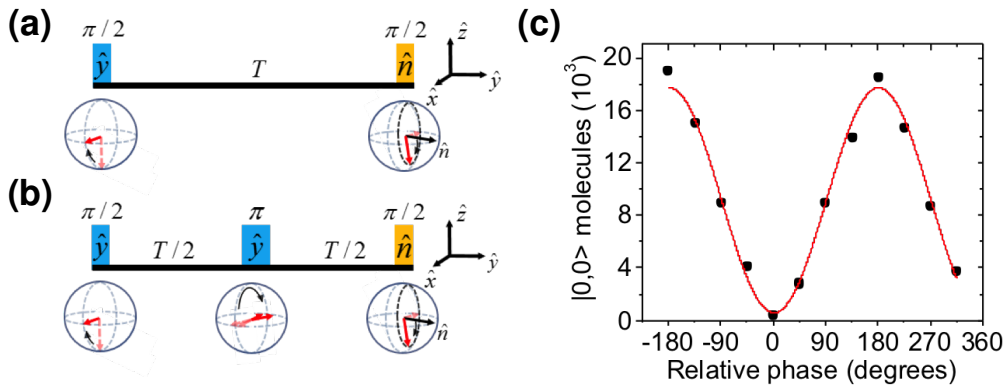 (a)
π/2
π/2
ŷ
T
n̂
ẑ
ŷ
x̂
n̂
(b)
π/2
π
π/2
ŷ
T/2
ŷ
T/2
n̂
ẑ
ŷ
x̂
n̂
(c)
|0,0> molecules (10³)
20
16
12
8
4
0
-180 -90 0 90 180 270 360
Relative phase (degrees)